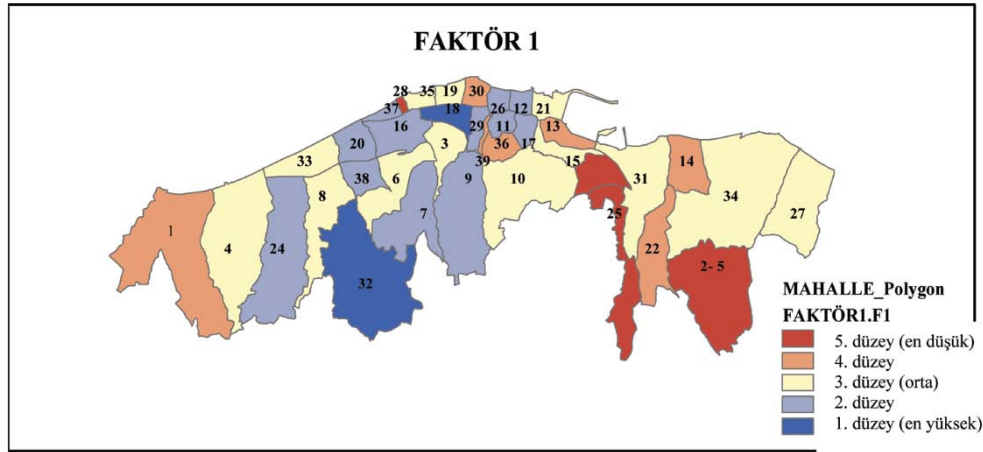 FAKTÖR 1
28 35 19 30
37 18 26 12 21
16 29 11 13
20 3 36 17
33 39 15 14
38 6 9 10 31
8 34
7 25 27
1 4 24 22
32 2- 5
MAHALLE_Polygon
FAKTÖR1.F1
5. düzey (en düşük)
4. düzey
3. düzey (orta)
2. düzey
1. düzey (en yüksek)